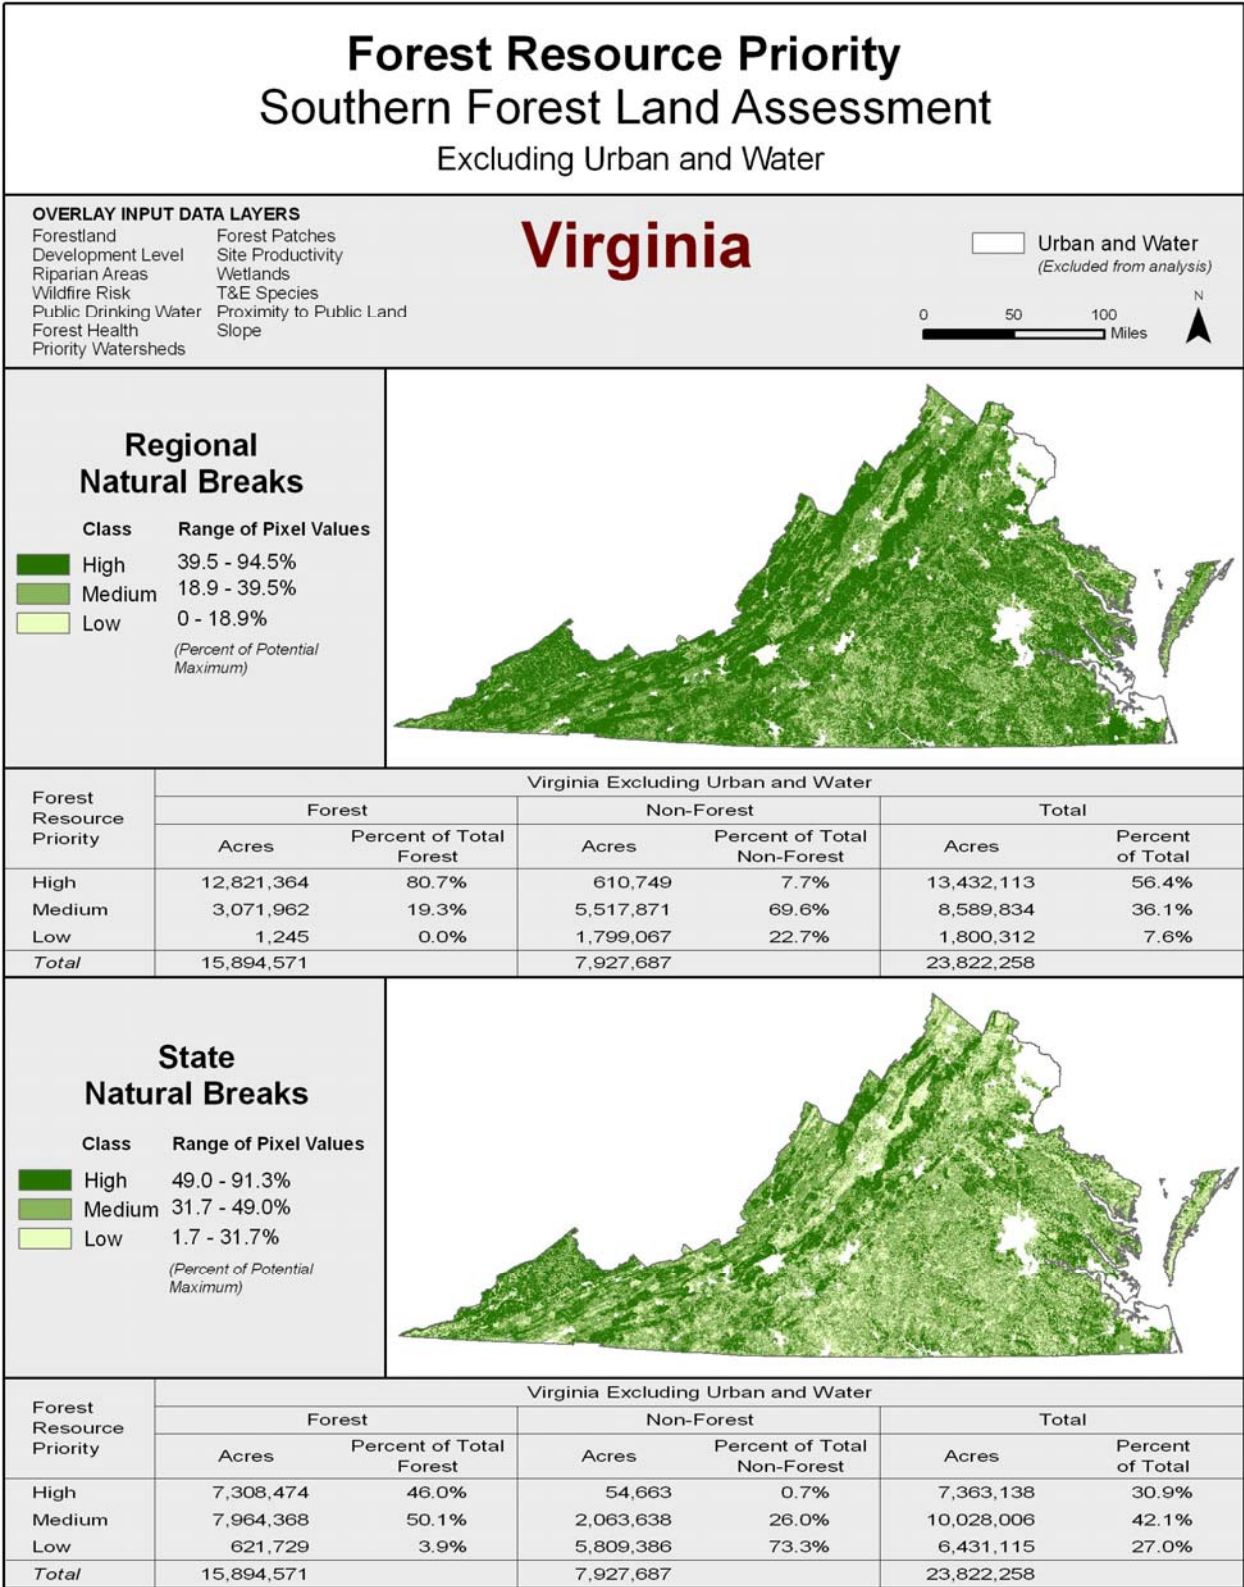 Forest Resource Priority
Southern Forest Land Assessment
Excluding Urban and Water
OVERLAY INPUT DATA LAYERS
Forestland Forest Patches
Development Level Site Productivity
Riparian Areas Wetlands
Wildfire Risk T&E Species
Public Drinking Water Proximity to Public Land
Forest Health Slope
Priority Watersheds
Virginia
Urban and Water
(Excluded from analysis)
N
0 50 100
Miles
Regional
Natural Breaks
Class Range of Pixel Values
High 39.5 - 94.5%
Medium 18.9 - 39.5%
Low 0 - 18.9%
(Percent of Potential
Maximum)
Forest
Resource
Priority
Virginia Excluding Urban and Water
Forest Non-Forest Total
Acres Percent of Total Forest Acres Percent of Total Non-Forest Acres Percent of Total
High 12,821,364 80.7% 610,749 7.7% 13,432,113 56.4%
Medium 3,071,962 19.3% 5,517,871 69.6% 8,589,834 36.1%
Low 1,245 0.0% 1,799,067 22.7% 1,800,312 7.6%
Total 15,894,571 7,927,687 23,822,258
State
Natural Breaks
Class Range of Pixel Values
High 49.0 - 91.3%
Medium 31.7 - 49.0%
Low 1.7 - 31.7%
(Percent of Potential
Maximum)
Forest
Resource
Priority
Virginia Excluding Urban and Water
Forest Non-Forest Total
Acres Percent of Total Forest Acres Percent of Total Non-Forest Acres Percent of Total
High 7,308,474 46.0% 54,663 0.7% 7,363,138 30.9%
Medium 7,964,368 50.1% 2,063,638 26.0% 10,028,006 42.1%
Low 621,729 3.9% 5,809,386 73.3% 6,431,115 27.0%
Total 15,894,571 7,927,687 23,822,258